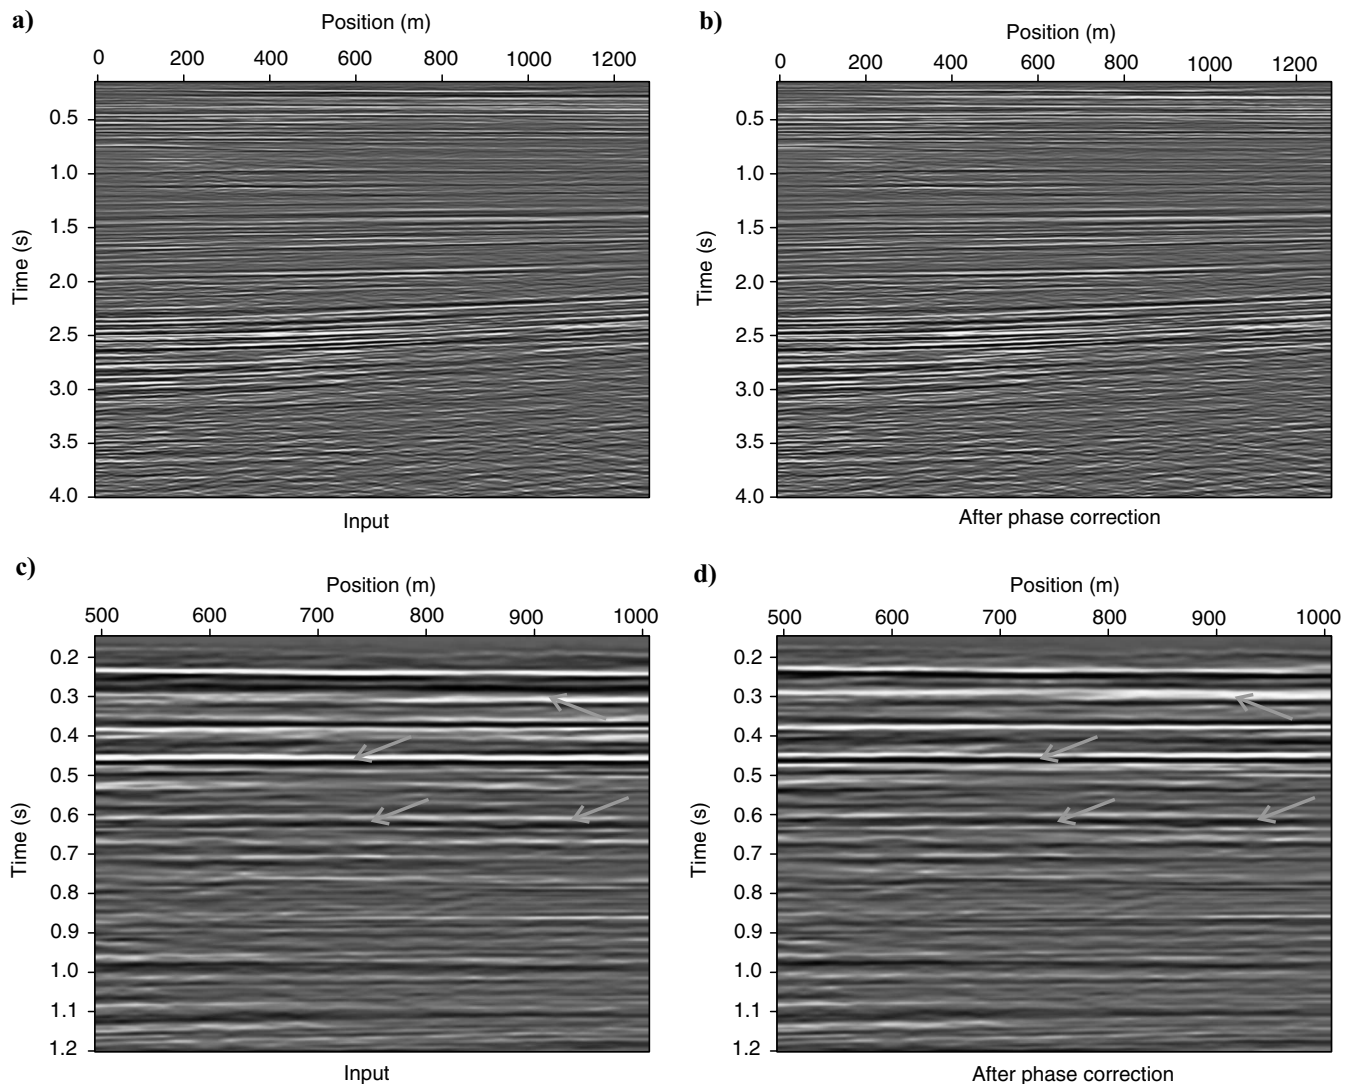 a)
Position (m)
0 200 400 600 800 1000 1200
Time (s)
0.5
1.0
1.5
2.0
2.5
3.0
3.5
4.0
Input
b)
Position (m)
0 200 400 600 800 1000 1200
Time (s)
0.5
1.0
1.5
2.0
2.5
3.0
3.5
4.0
After phase correction
c)
Position (m)
500 600 700 800 900 1000
Time (s)
0.2
0.3
0.4
0.5
0.6
0.7
0.8
0.9
1.0
1.1
1.2
Input
d)
Position (m)
500 600 700 800 900 1000
Time (s)
0.2
0.3
0.4
0.5
0.6
0.7
0.8
0.9
1.0
1.1
1.2
After phase correction